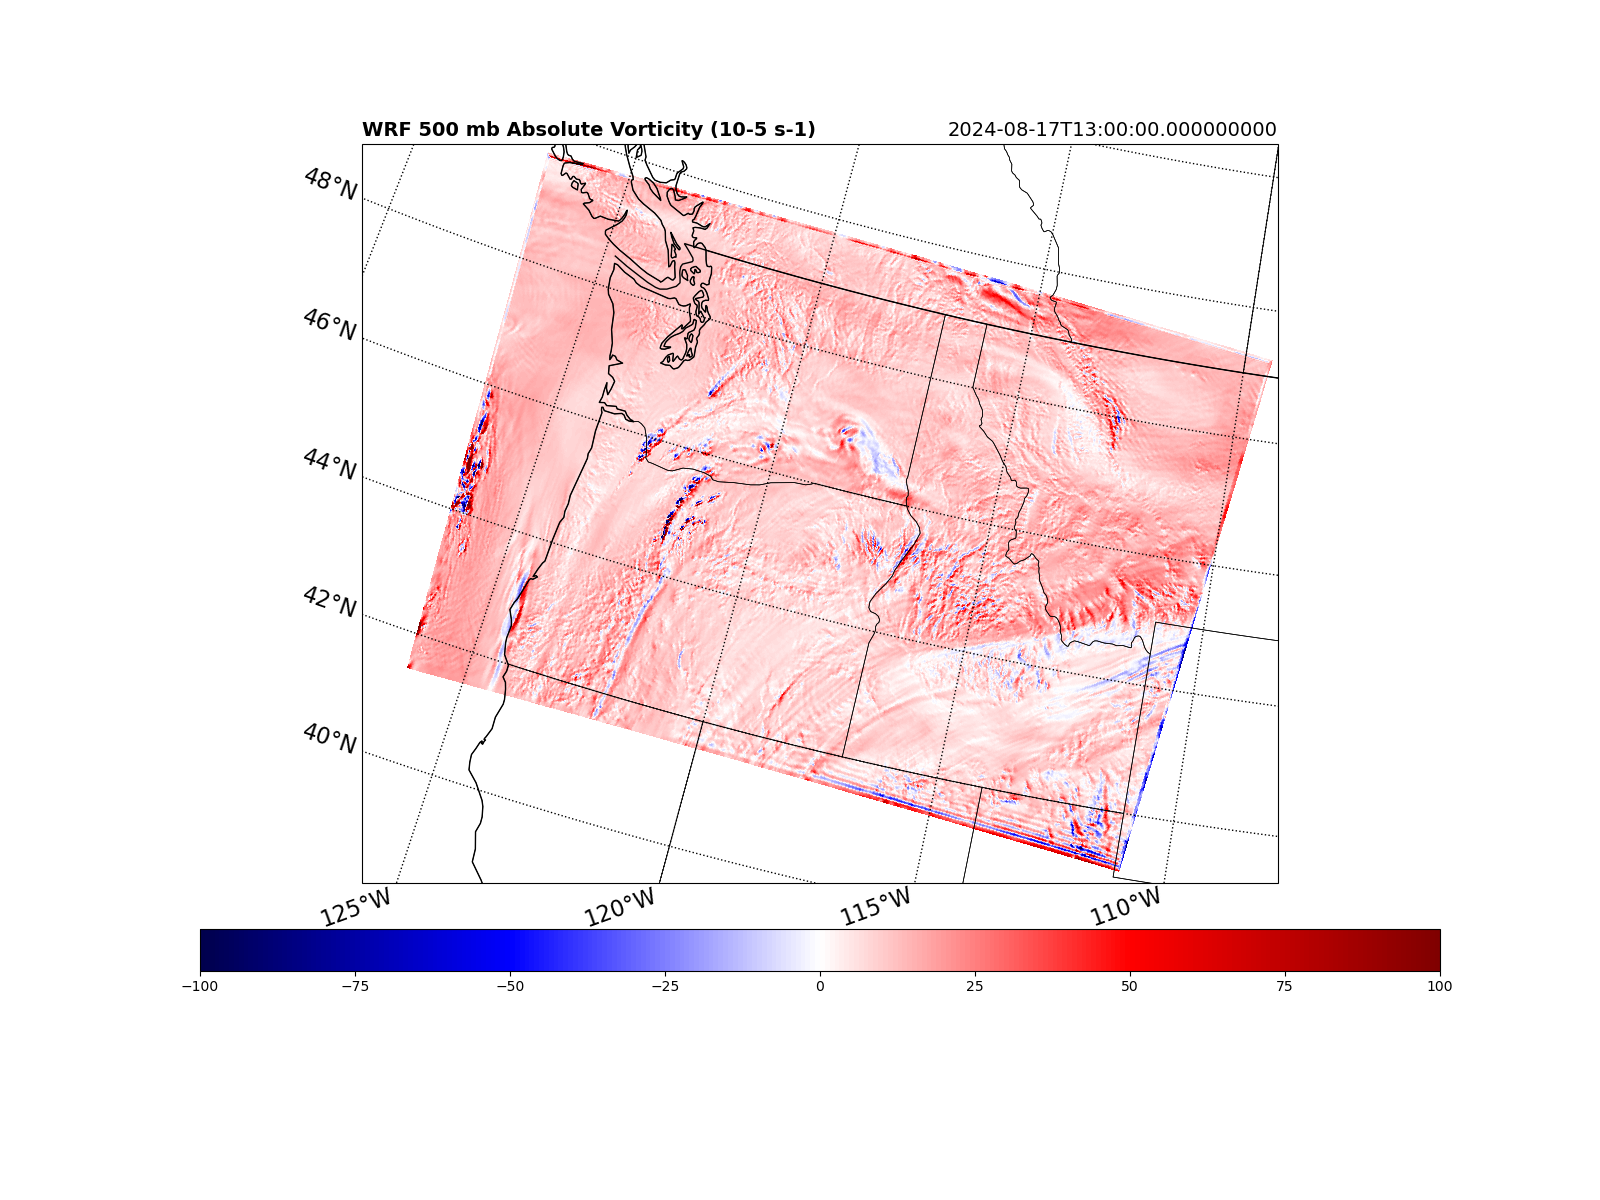 WRF 500 mb Absolute Vorticity (10-5 s-1)
2024-08-17T13:00:00.000000000
48°N
46°N
44°N
42°N
40°N
125°W
120°W
115°W
110°W
−100
−75
−50
−25
0
25
50
75
100